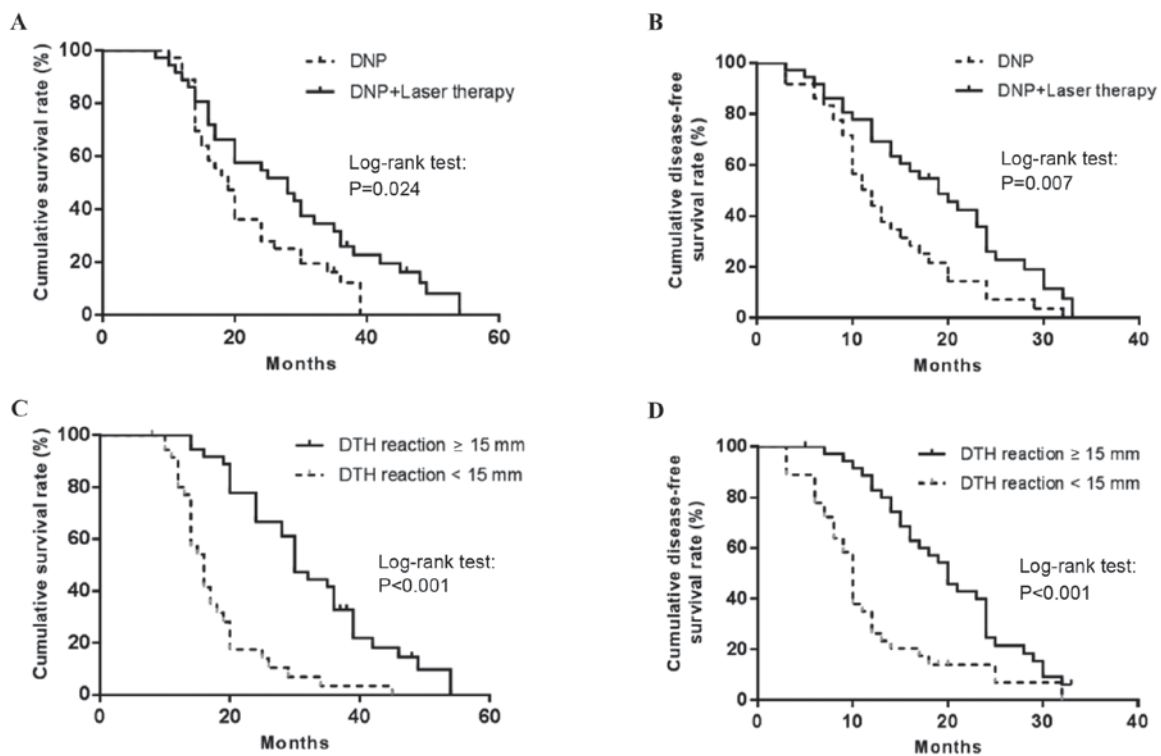 A
Cumulative survival rate (%)
100
80
60
40
20
0
0 20 40 60
Months
DNP
DNP+Laser therapy
Log-rank test:
P=0.024
B
Cumulative disease-free
survival rate (%)
100
80
60
40
20
0
0 10 20 30 40
Months
DNP
DNP+Laser therapy
Log-rank test:
P=0.007
C
Cumulative survival rate (%)
100
80
60
40
20
0
0 20 40 60
Months
DTH reaction ≥ 15 mm
DTH reaction < 15 mm
Log-rank test:
P<0.001
D
Cumulative disease-free
survival rate (%)
100
80
60
40
20
0
0 10 20 30 40
Months
DTH reaction ≥ 15 mm
DTH reaction < 15 mm
Log-rank test:
P<0.001